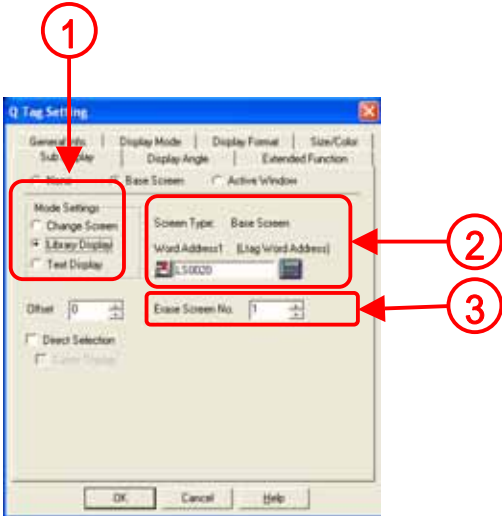 1
Q Tag Setting
General Info. Display Mode Display Format Size/Color
Sub Display Display Angle Extended Function
None Base Screen Active Window
Mode Settings
Change Screen
Library Display
Text Display
Screen Type: Base Screen
Word Address1 (Ltag Word Address)
LS0020
2
Offset 0
Erase Screen No. 1
3
Direct Selection
OK Cancel Help